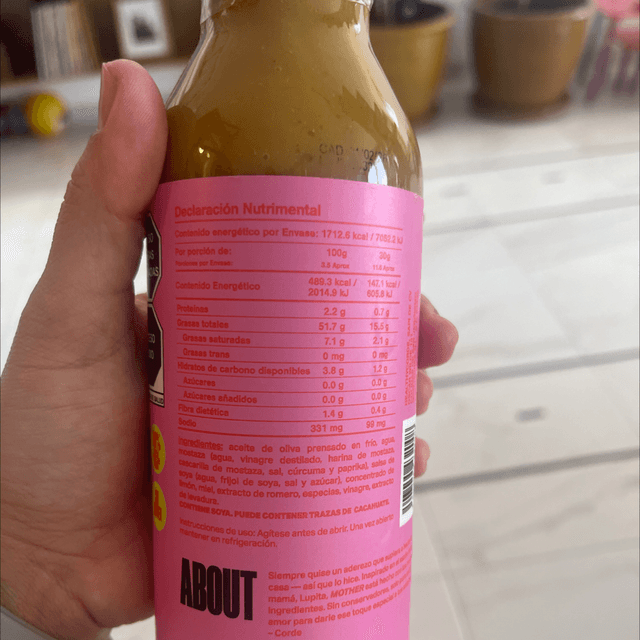 Declaración Nutrimental
Contenido energético por Envase: 1712.6 kcal /
Por porción de: 100g 30g
Contenido Energético 489.3 kcal / 147.1 kcal /
2014.9 kJ
Proteínas 2.2 g 0.7 g
Grasas totales 51.7 g 15.5 g
Grasas saturadas 7.1 g 2.1 g
Grasas trans 0 mg 0 mg
Hidratos de carbono disponibles 3.8 g 1.2 g
Azúcares 0.0 g 0.0 g
Azúcares añadidos 0.0 g 0.0 g
Fibra dietética 1.4 g 0.4 g
Sodio 331 mg 99 mg
Ingredientes: aceite de oliva prensado en frío, agua,
mostaza (agua, vinagre destilado, harina de mostaza,
cascarilla de mostaza, sal, cúrcuma y paprika), salsa de
soya (agua, frijol de soya, sal y azúcar), concentrado de
limón, miel, extracto de romero, especias, vinagre, extracto
de levadura.
CONTIENE SOYA. PUEDE CONTENER TRAZAS DE CACAHUATE.
Instrucciones de uso: Agítese antes de abrir. Una vez abierto
mantener en refrigeración.
ABOUT
Siempre quise un aderezo que
casa — así que lo hice. Inspirado en
mamá, Lupita. MOTHER está hecho
ingredientes. Sin conservadores,
amor para darle ese toque especial
- Corde